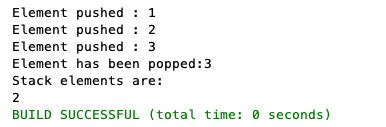 Element pushed : 1
Element pushed : 2
Element pushed : 3
Element has been popped:3
Stack elements are:
2
BUILD SUCCESSFUL (total time: 0 seconds)